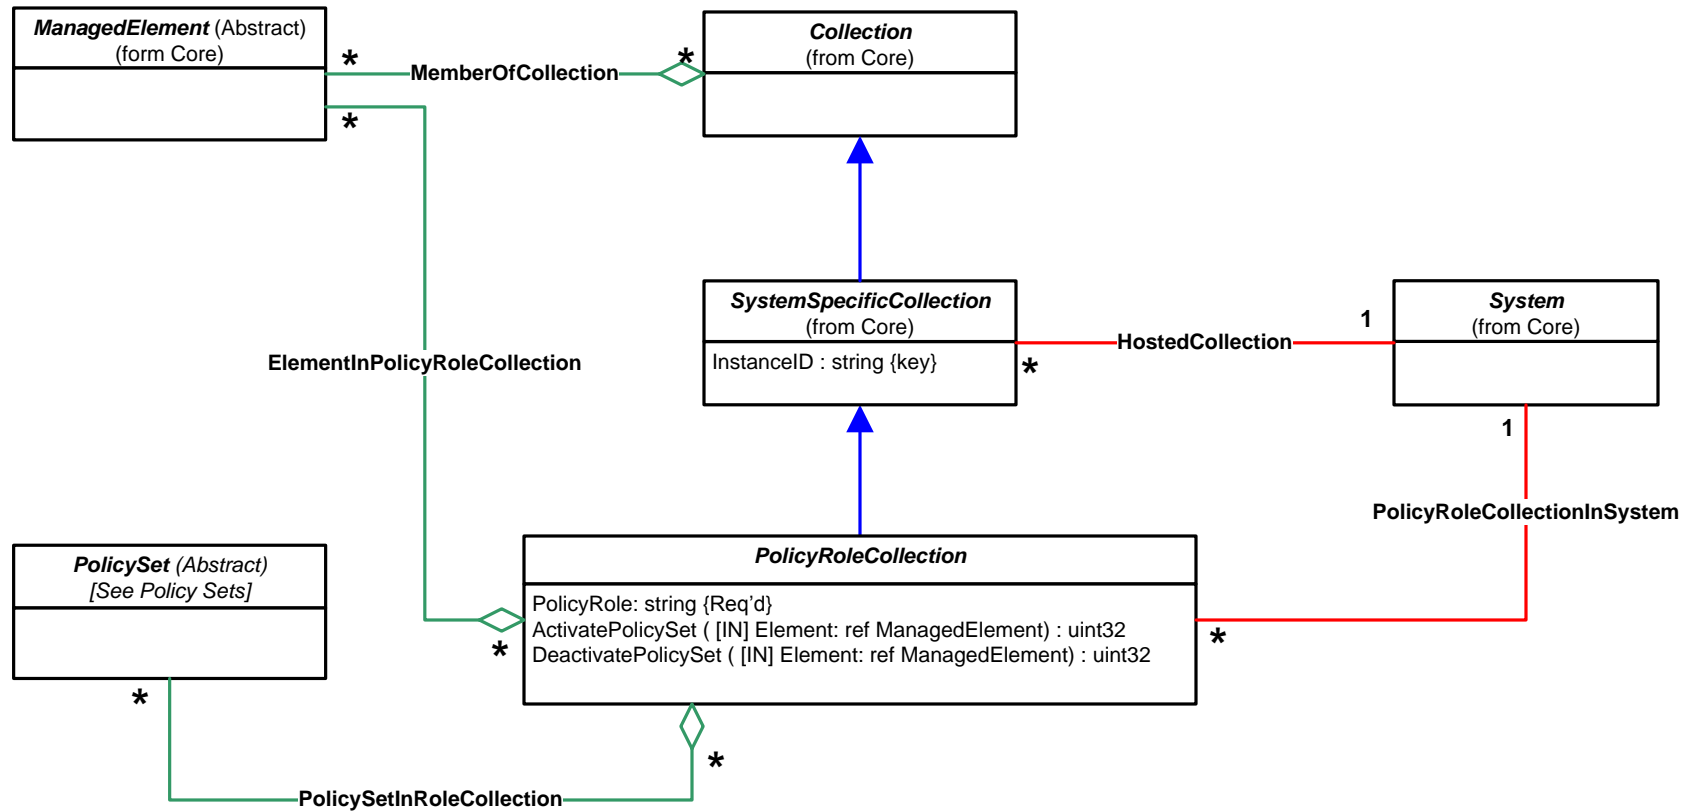 ManagedElement (Abstract)
(form Core)
*
MemberOfCollection
*
Collection
(from Core)
*
SystemSpecificCollection
(from Core)
InstanceID : string {key}
*
HostedCollection
1
System
(from Core)
ElementInPolicyRoleCollection
1
PolicyRoleCollectionInSystem
PolicySet (Abstract)
[See Policy Sets]
PolicyRoleCollection
PolicyRole: string {Req'd}
ActivatePolicySet ( [IN] Element: ref ManagedElement) : uint32
DeactivatePolicySet ( [IN] Element: ref ManagedElement) : uint32
*
*
*
*
PolicySetInRoleCollection